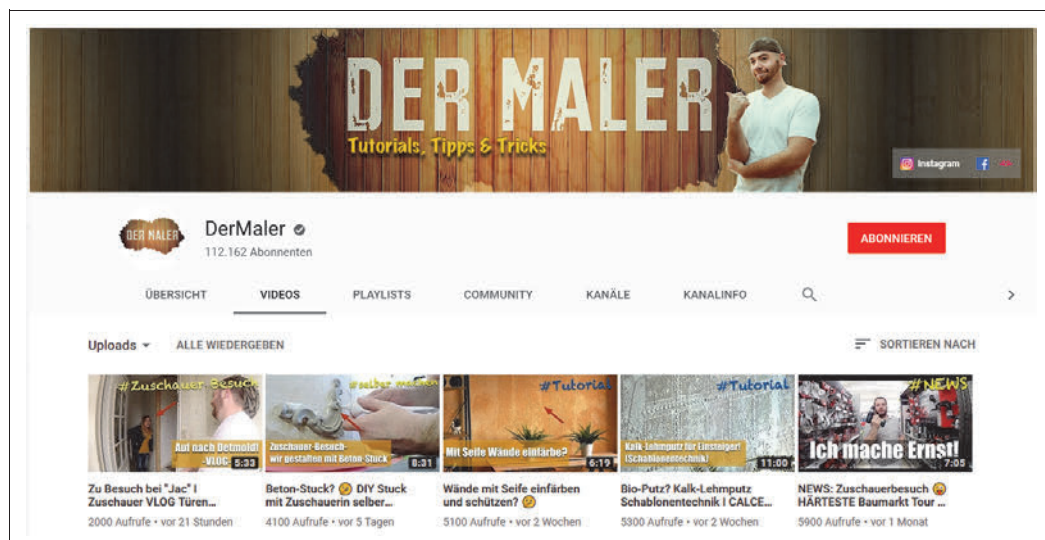 DER MALER
Tutorials, Tipps & Tricks
Instagram
DER MALER
DerMaler
112.162 Abonnenten
ABONNIEREN
ÜBERSICHT VIDEOS PLAYLISTS COMMUNITY KANÄLE KANALINFO
Uploads ALLE WIEDERGEBEN SORTIEREN NACH
#Zuschauer Besuch
Auf nach Detmold!
-VLOG-
5:33
#selber machen
Zuschauer-Besuch-
wir gestalten mit Beton-Stuck
8:31
#Tutorial
Mit Seife Wände einfärbe?
6:19
#Tutorial
Kalk-Lehmputz für Einsteiger!
(Schablonentechnik)
11:00
#NEWS
Ich mache Ernst!
7:05
Zu Besuch bei "Jac" I
Zuschauer VLOG Türen...
2000 Aufrufe • vor 21 Stunden
Beton-Stuck? 🤔 DIY Stuck
mit Zuschauerin selber...
4100 Aufrufe • vor 5 Tagen
Wände mit Seife einfärben
und schützen? 🤔
5100 Aufrufe • vor 2 Wochen
Bio-Putz? Kalk-Lehmputz
Schablonentechnik I CALCE...
5300 Aufrufe • vor 2 Wochen
NEWS: Zuschauerbesuch 😱
HÄRTESTE Baumarkt Tour ...
5900 Aufrufe • vor 1 Monat